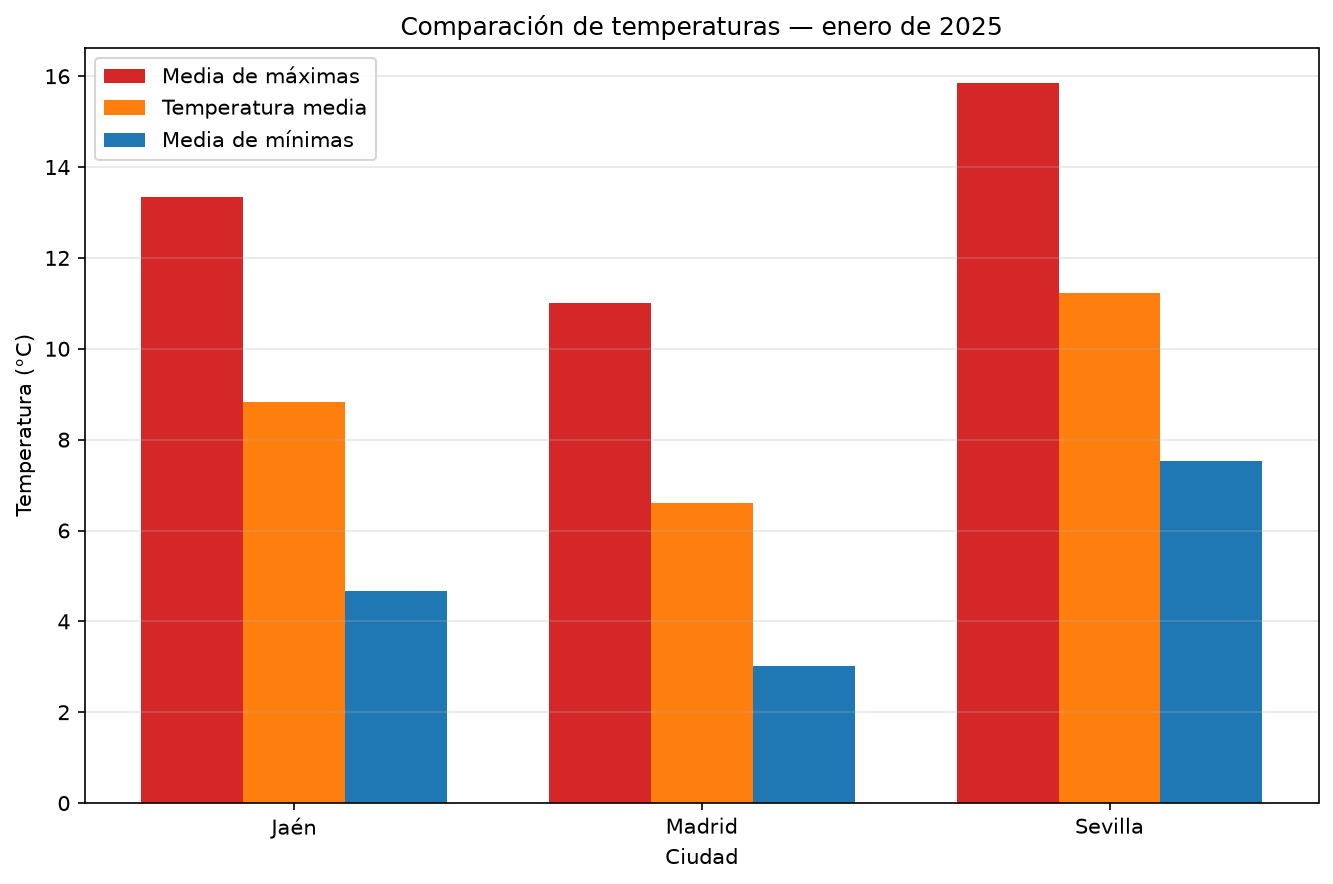 Comparación de temperaturas — enero de 2025
Media de máximas
Temperatura media
Media de mínimas
Temperatura (°C)
16
14
12
10
8
6
4
2
0
Jaén Madrid Sevilla
Ciudad